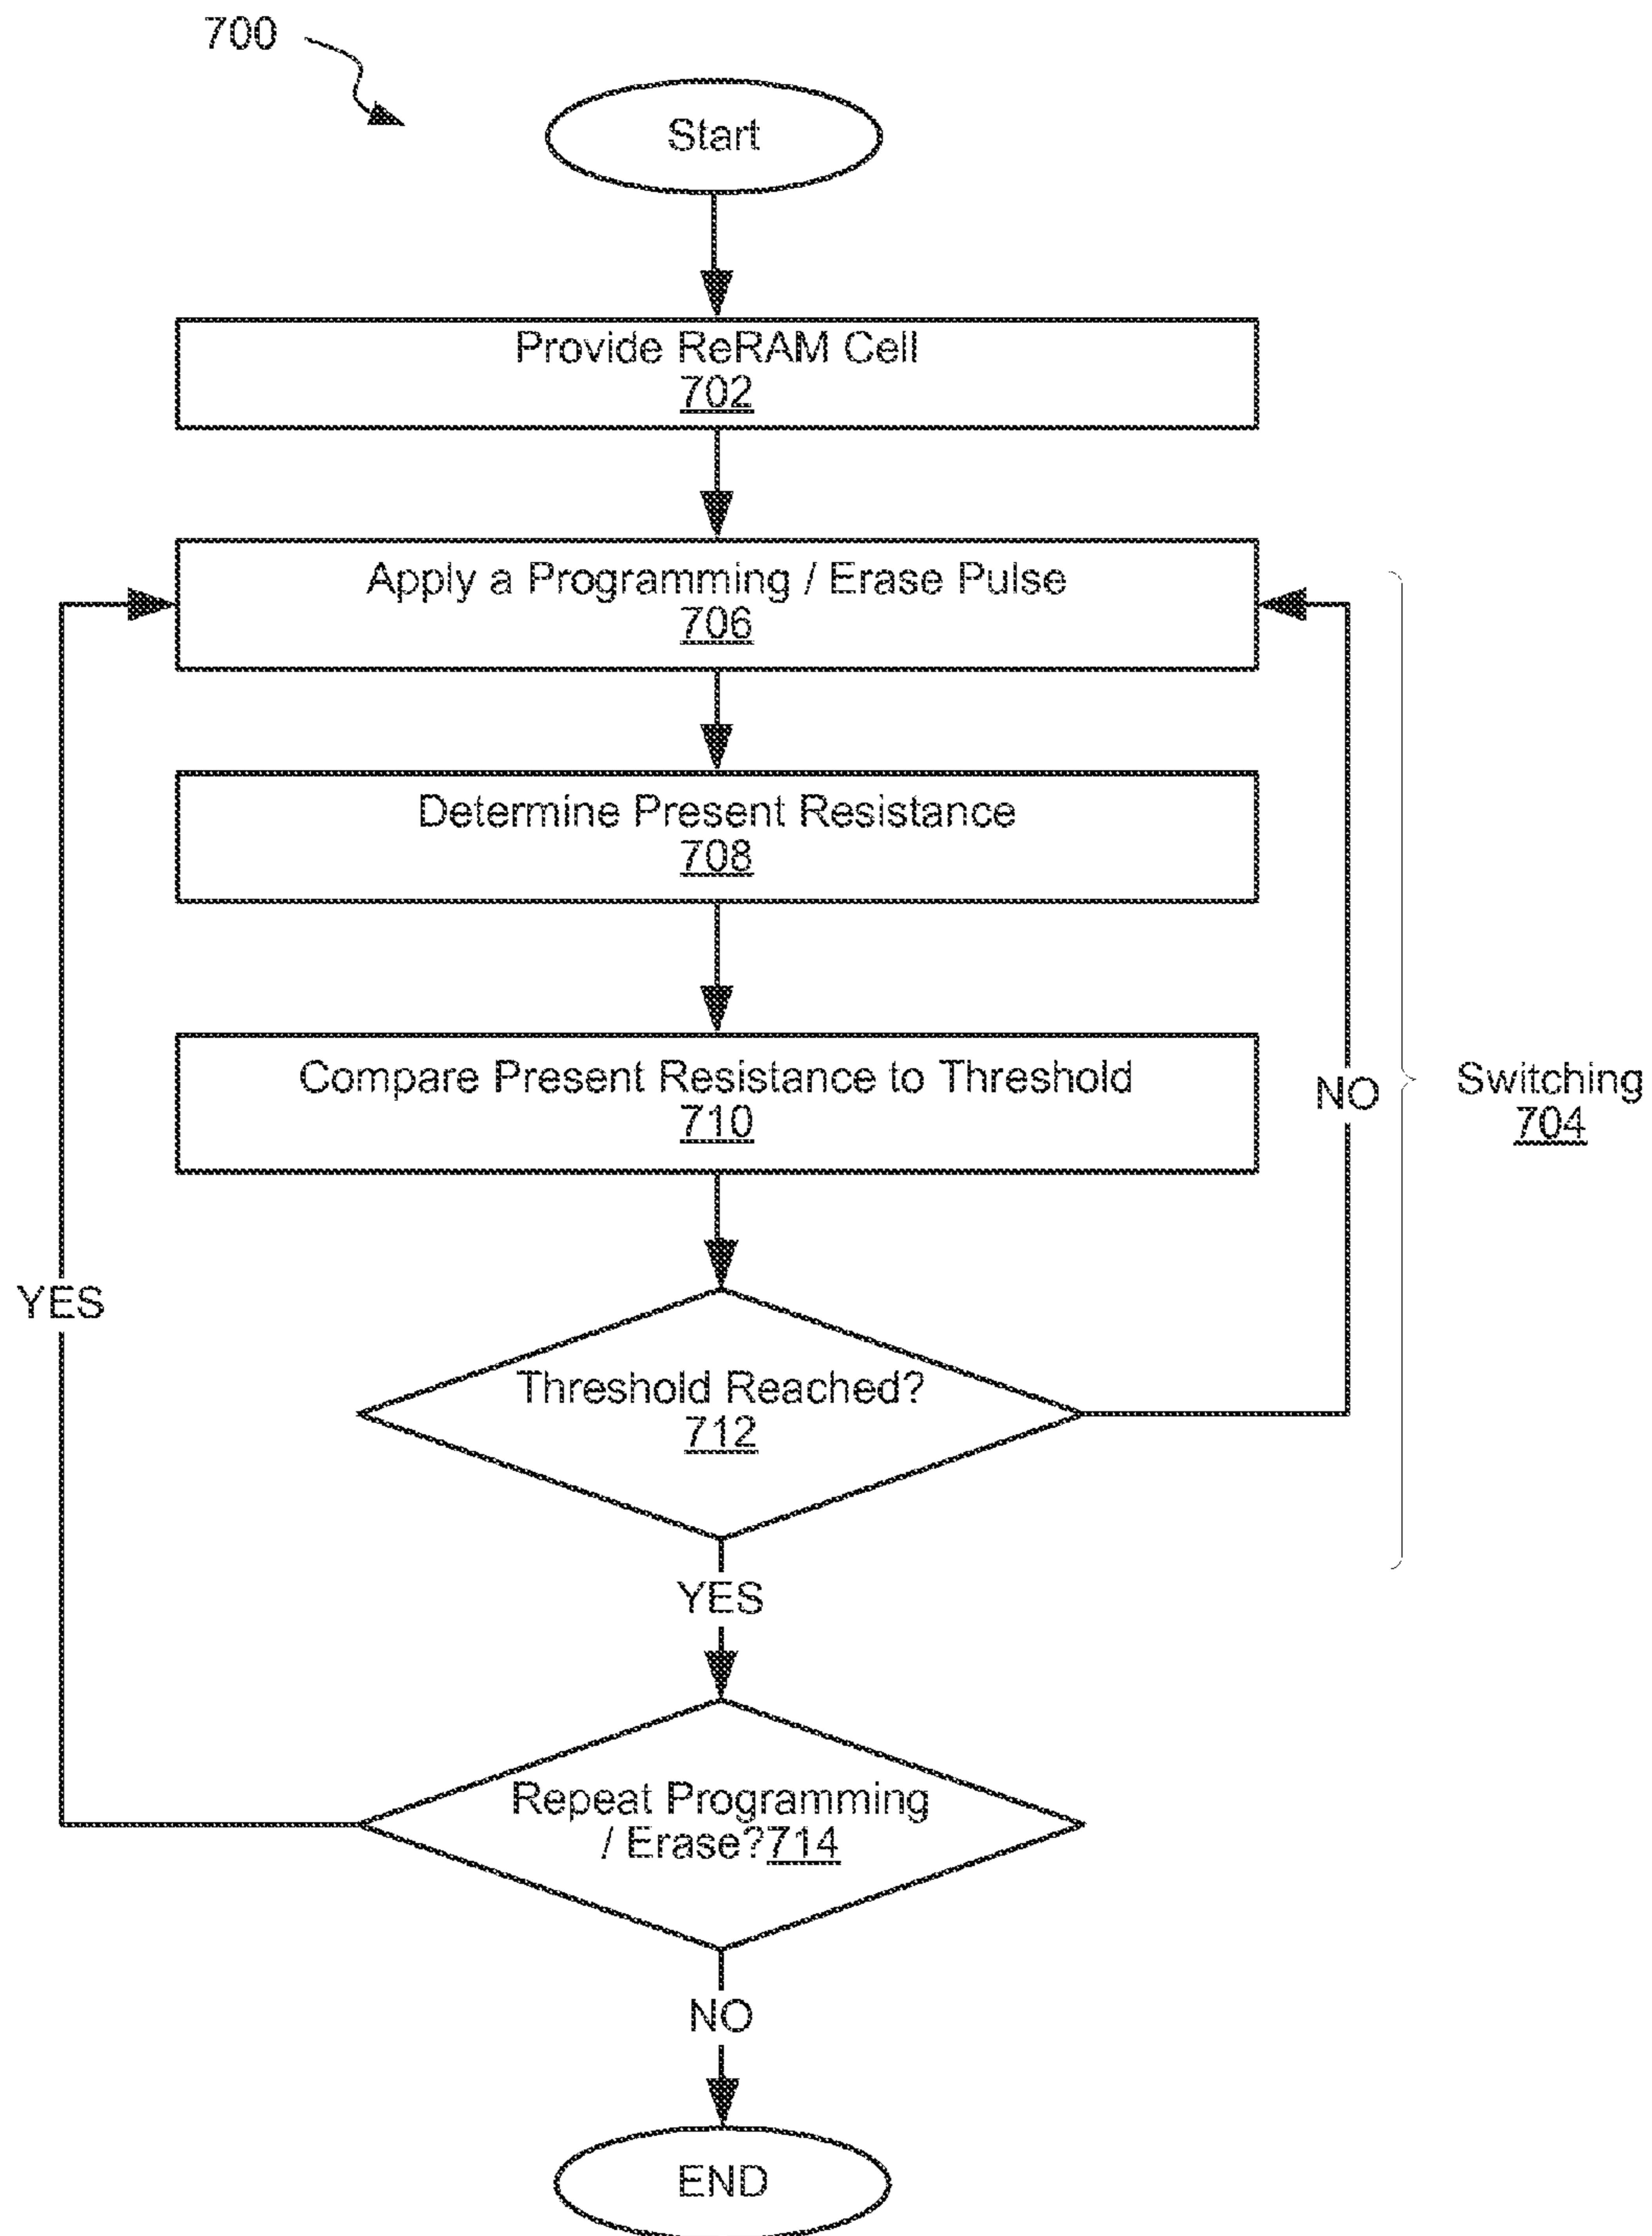 700
Start
Provide ReRAM Cell
702
Apply a Programming / Erase Pulse
706
Determine Present Resistance
708
Compare Present Resistance to Threshold
710
NO
Switching
704
YES
Threshold Reached?
712
YES
Repeat Programming
/ Erase?714
NO
END